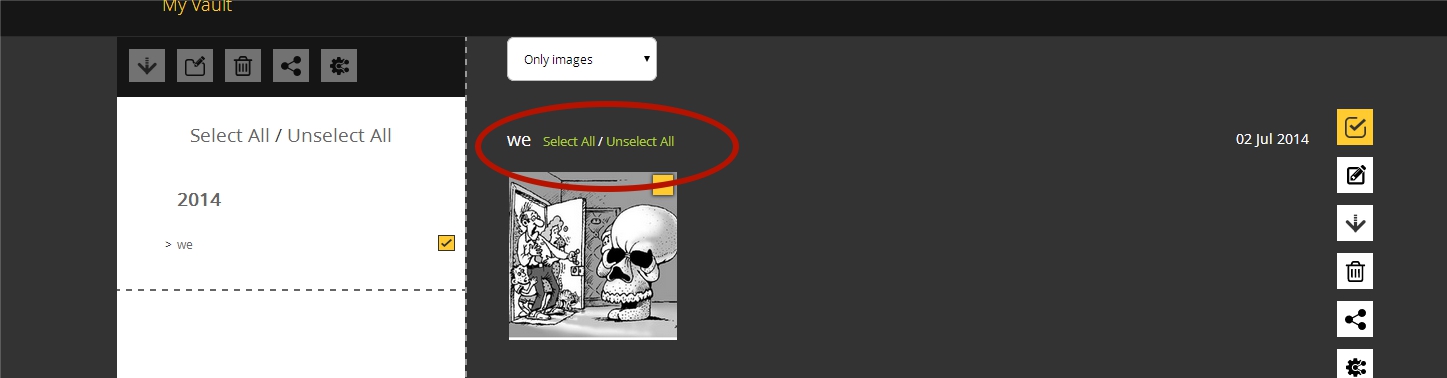 My Vault
Select All / Unselect All
2014
> we
Only images
we Select All / Unselect All
02 Jul 2014